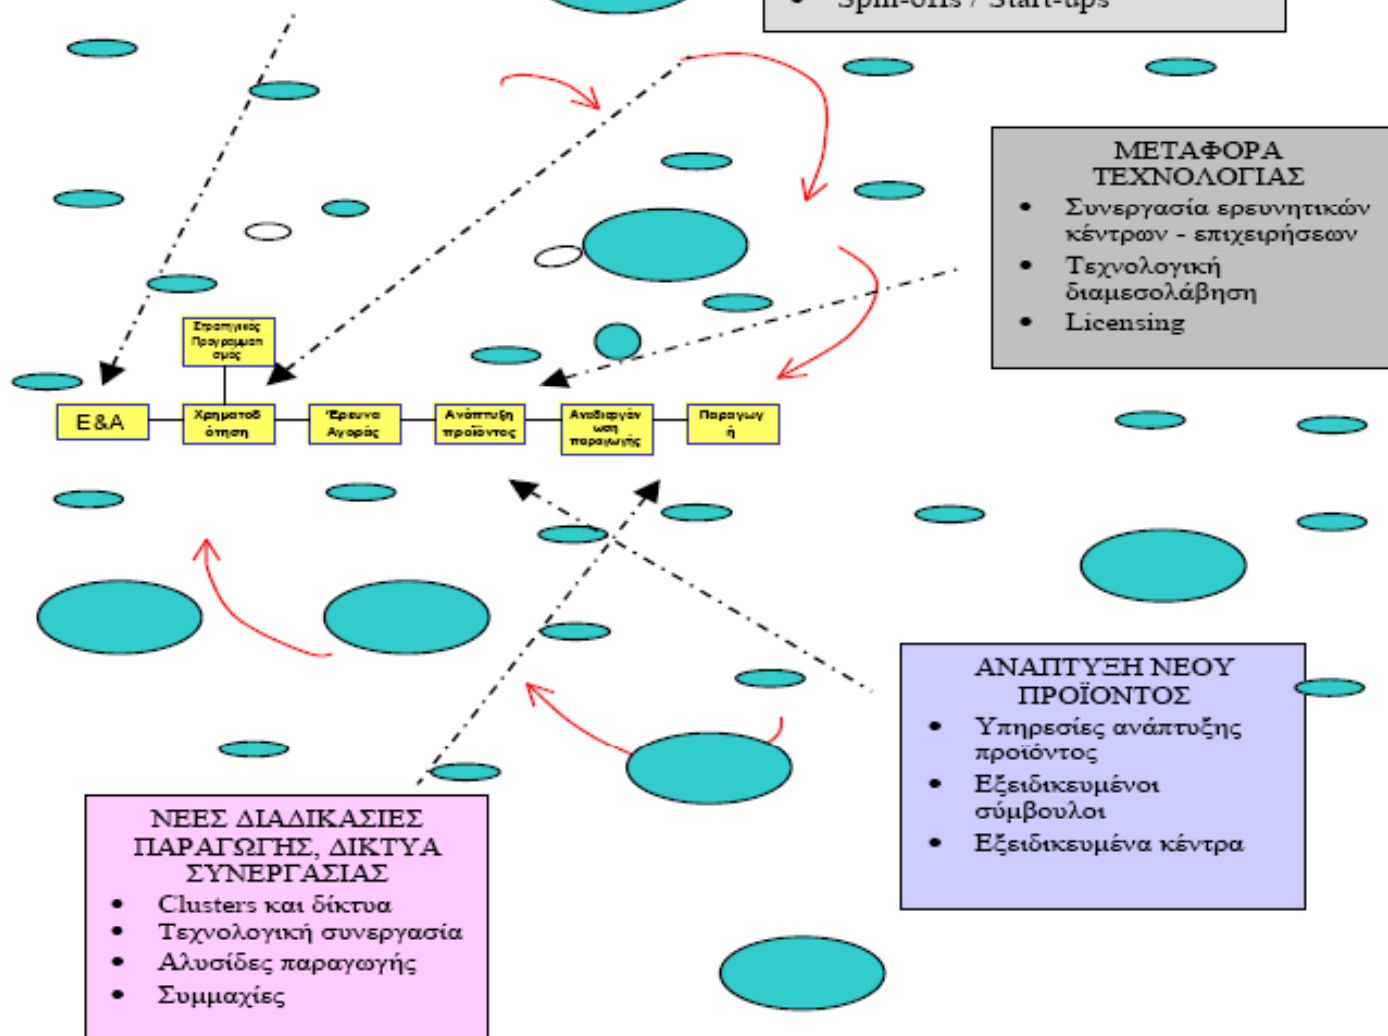 Spin-offs / Start-ups
ΜΕΤΑΦΟΡΑ
ΤΕΧΝΟΛΟΓΙΑΣ
• Συνεργασία ερευνητικών
κέντρων - επιχειρήσεων
• Τεχνολογική
διαμεσολάβηση
• Licensing
Στρατηγικός
Προγραμματι
σμός
Ε&Α
Χρηματοδ
ότηση
Έρευνα
Αγοράς
Ανάπτυξη
προϊόντος
Αναδιοργάν
ωση
παραγωγής
Παραγωγ
ή
ΑΝΑΠΤΥΞΗ ΝΕΟΥ
ΠΡΟΪΟΝΤΟΣ
• Υπηρεσίες ανάπτυξης
προϊόντος
• Εξειδικευμένοι
σύμβουλοι
• Εξειδικευμένα κέντρα
ΝΕΕΣ ΔΙΑΔΙΚΑΣΙΕΣ
ΠΑΡΑΓΩΓΗΣ, ΔΙΚΤΥΑ
ΣΥΝΕΡΓΑΣΙΑΣ
• Clusters και δίκτυα
• Τεχνολογική συνεργασία
• Αλυσίδες παραγωγής
• Συμμαχίες